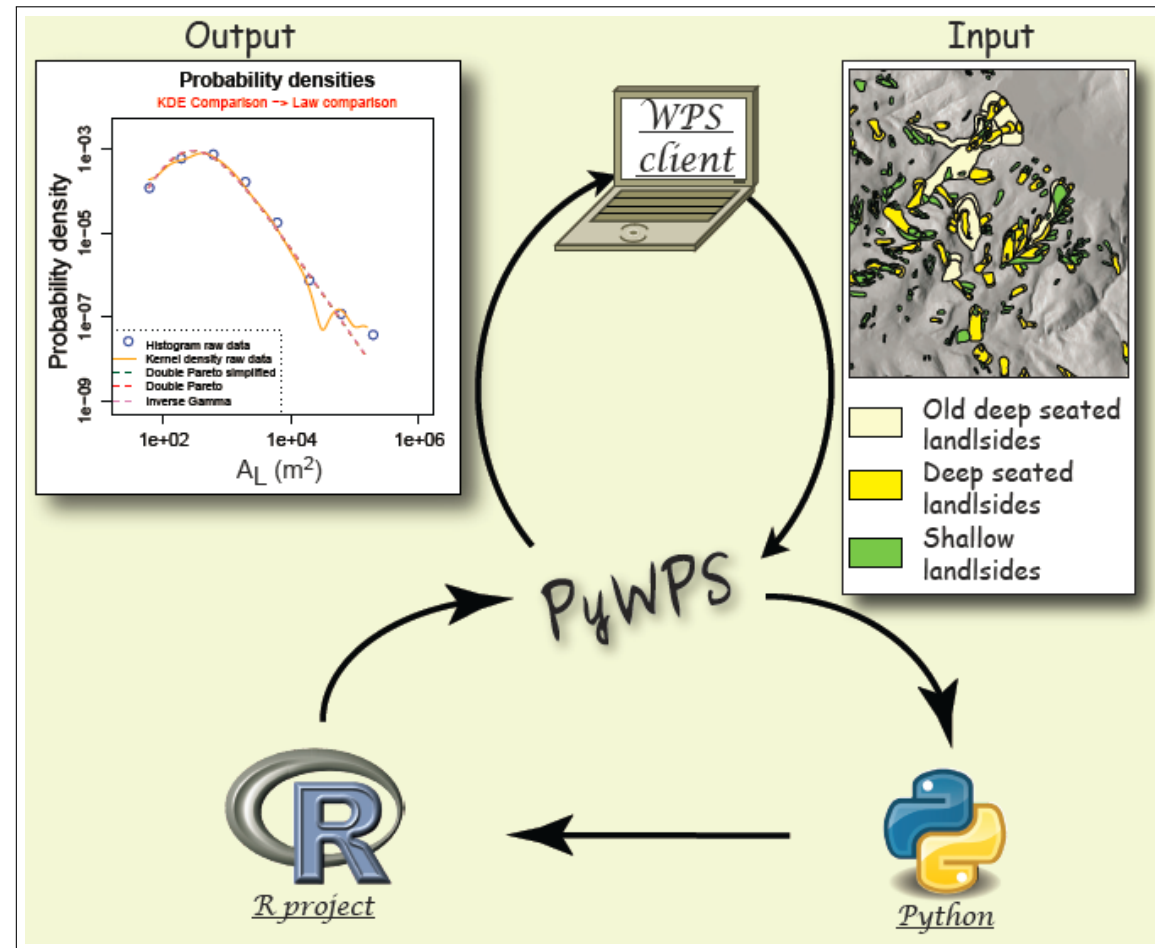 Output
Probability densities
KDE Comparison −> Law comparison
Probability density
1e-03
1e-05
1e-07
1e-09
Histogram raw data
Kernel density raw data
Double Pareto simplified
Double Pareto
Inverse Gamma
1e+02 1e+04 1e+06
AL (m2)
WPS
client
Input
Old deep seated
landlsides
Deep seated
landlsides
Shallow
landlsides
PyWPS
R
R project
Python